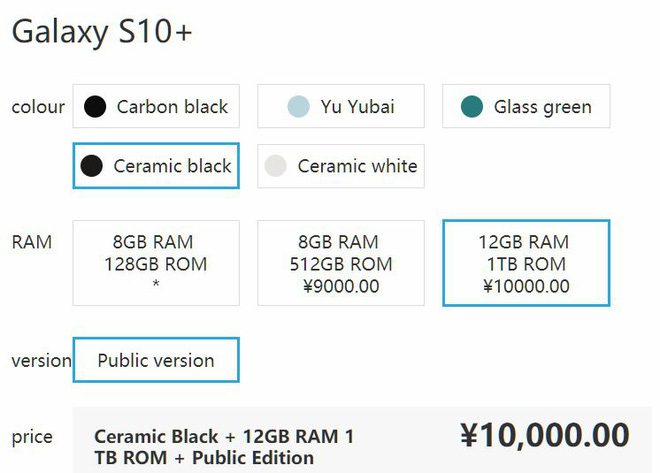 Galaxy S10+
colour Carbon black Yu Yubai Glass green
Ceramic black Ceramic white
RAM 8GB RAM 8GB RAM 12GB RAM
128GB ROM 512GB ROM 1TB ROM
* ¥9000.00 ¥10000.00
version Public version
price Ceramic Black + 12GB RAM 1 ¥10,000.00
TB ROM + Public Edition